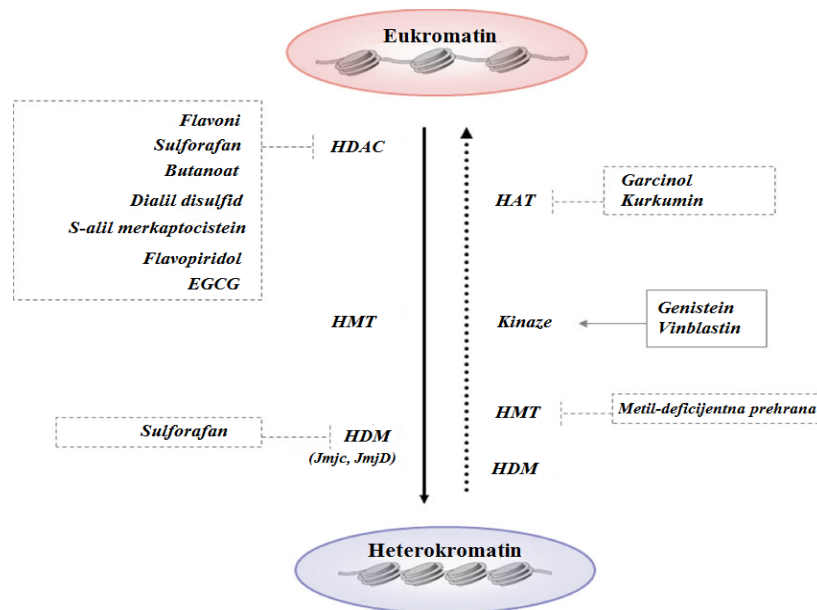 Eukromatin
Flavoni
Sulforafan
Butanoat
Dialil disulfid
S-alil merkaptocistein
Flavopiridol
EGCG
HDAC
HAT
Garcinol
Kurkumin
HMT
Kinaze
Genistein
Vinblastin
HMT
Metil-deficijentna prehrana
Sulforafan
HDM
(Jmjc, JmjD)
HDM
Heterokromatin